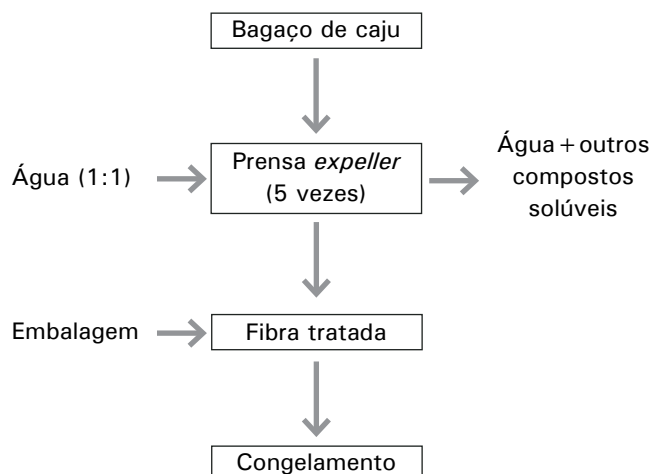 Bagaço de caju
Água (1:1)
Prensa expeller
(5 vezes)
Água + outros
compostos
solúveis
Embalagem
Fibra tratada
Congelamento